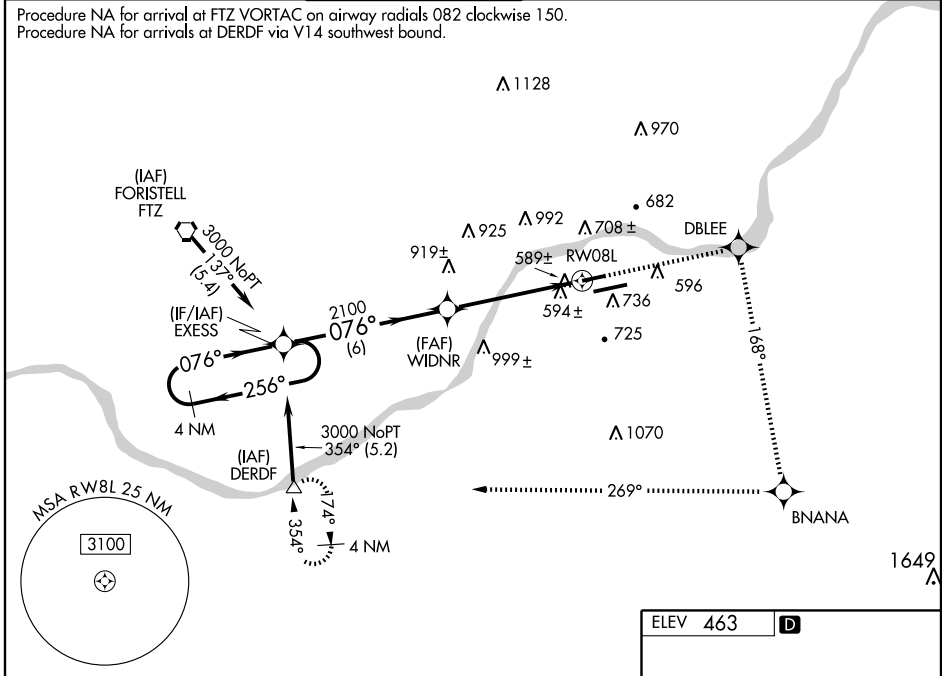 Procedure NA for arrival at FTZ VORTAC on airway radials 082 clockwise 150.
Procedure NA for arrivals at DERDF via V14 southwest bound.
1128
970
(IAF)
FORISTELL
FTZ
682
3000 NoPT
137°
(5.4)
925
992
708 ±
DBLEE
919±
589±
RW08L
596
(IF/IAF)
EXESS
2100
076°
(6)
594 ±
736
(FAF)
WIDNR
725
999 ±
076°
256°
168°
4 NM
3000 NoPT
354° (5.2)
1070
(IAF)
DERDF
174°
354°
4 NM
269°
BNANA
MSA RW8L 25 NM
3100
1649
ELEV 463 D